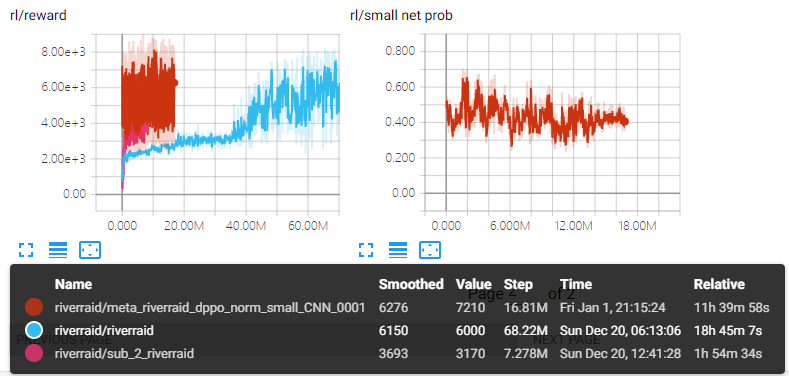 rl/reward
rl/small net prob
8.00e+3
6.00e+3
4.00e+3
2.00e+3
0.00
0.000 20.00M 40.00M 60.00M
0.800
0.600
0.400
0.200
0.00
0.000 6.000M 12.00M 18.00M
Page 2 of 2
PREVIOUS PAGE
NEXT PAGE
Name Smoothed Value Step Time Relative
riverraid/meta_riverraid_dppo_norm_small_CNN_0001 6276 7210 16.81M Fri Jan 1, 21:15:24 11h 39m 58s
riverraid/riverraid 6150 6000 68.22M Sun Dec 20, 06:13:06 18h 45m 7s
riverraid/sub_2_riverraid 3693 3170 7.278M Sun Dec 20, 12:41:28 1h 54m 34s